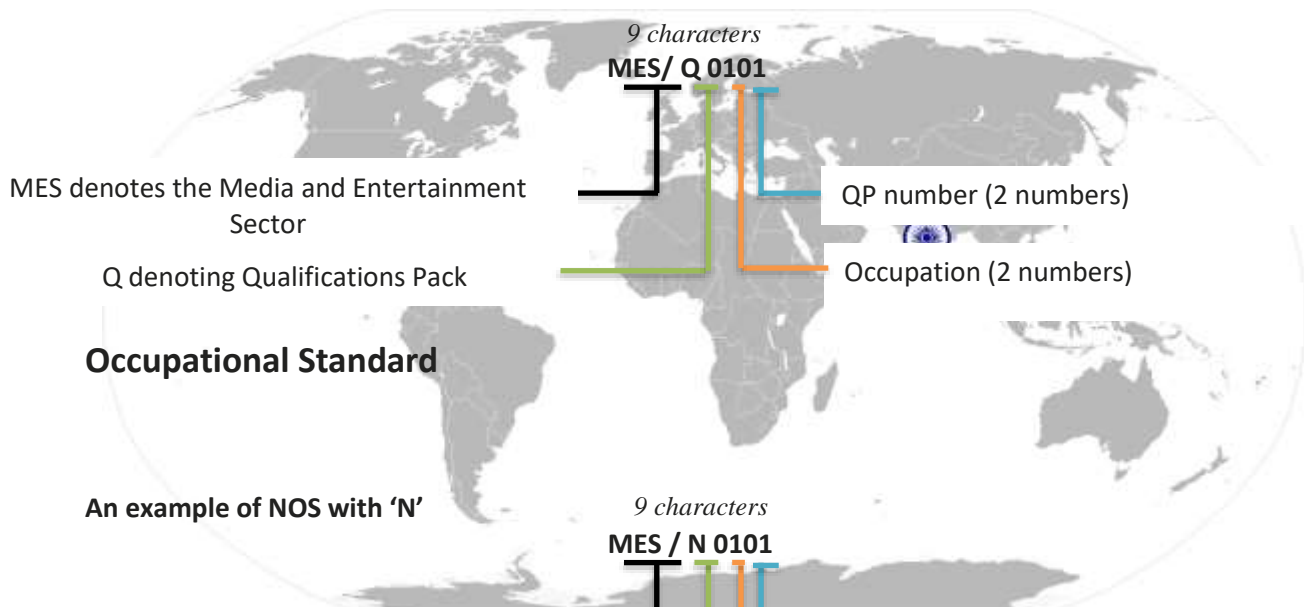 9 characters
MES/ Q 0101
MES denotes the Media and Entertainment
Sector
QP number (2 numbers)
Q denoting Qualifications Pack
Occupation (2 numbers)
Occupational Standard
An example of NOS with ‘N’
9 characters
MES / N 0101